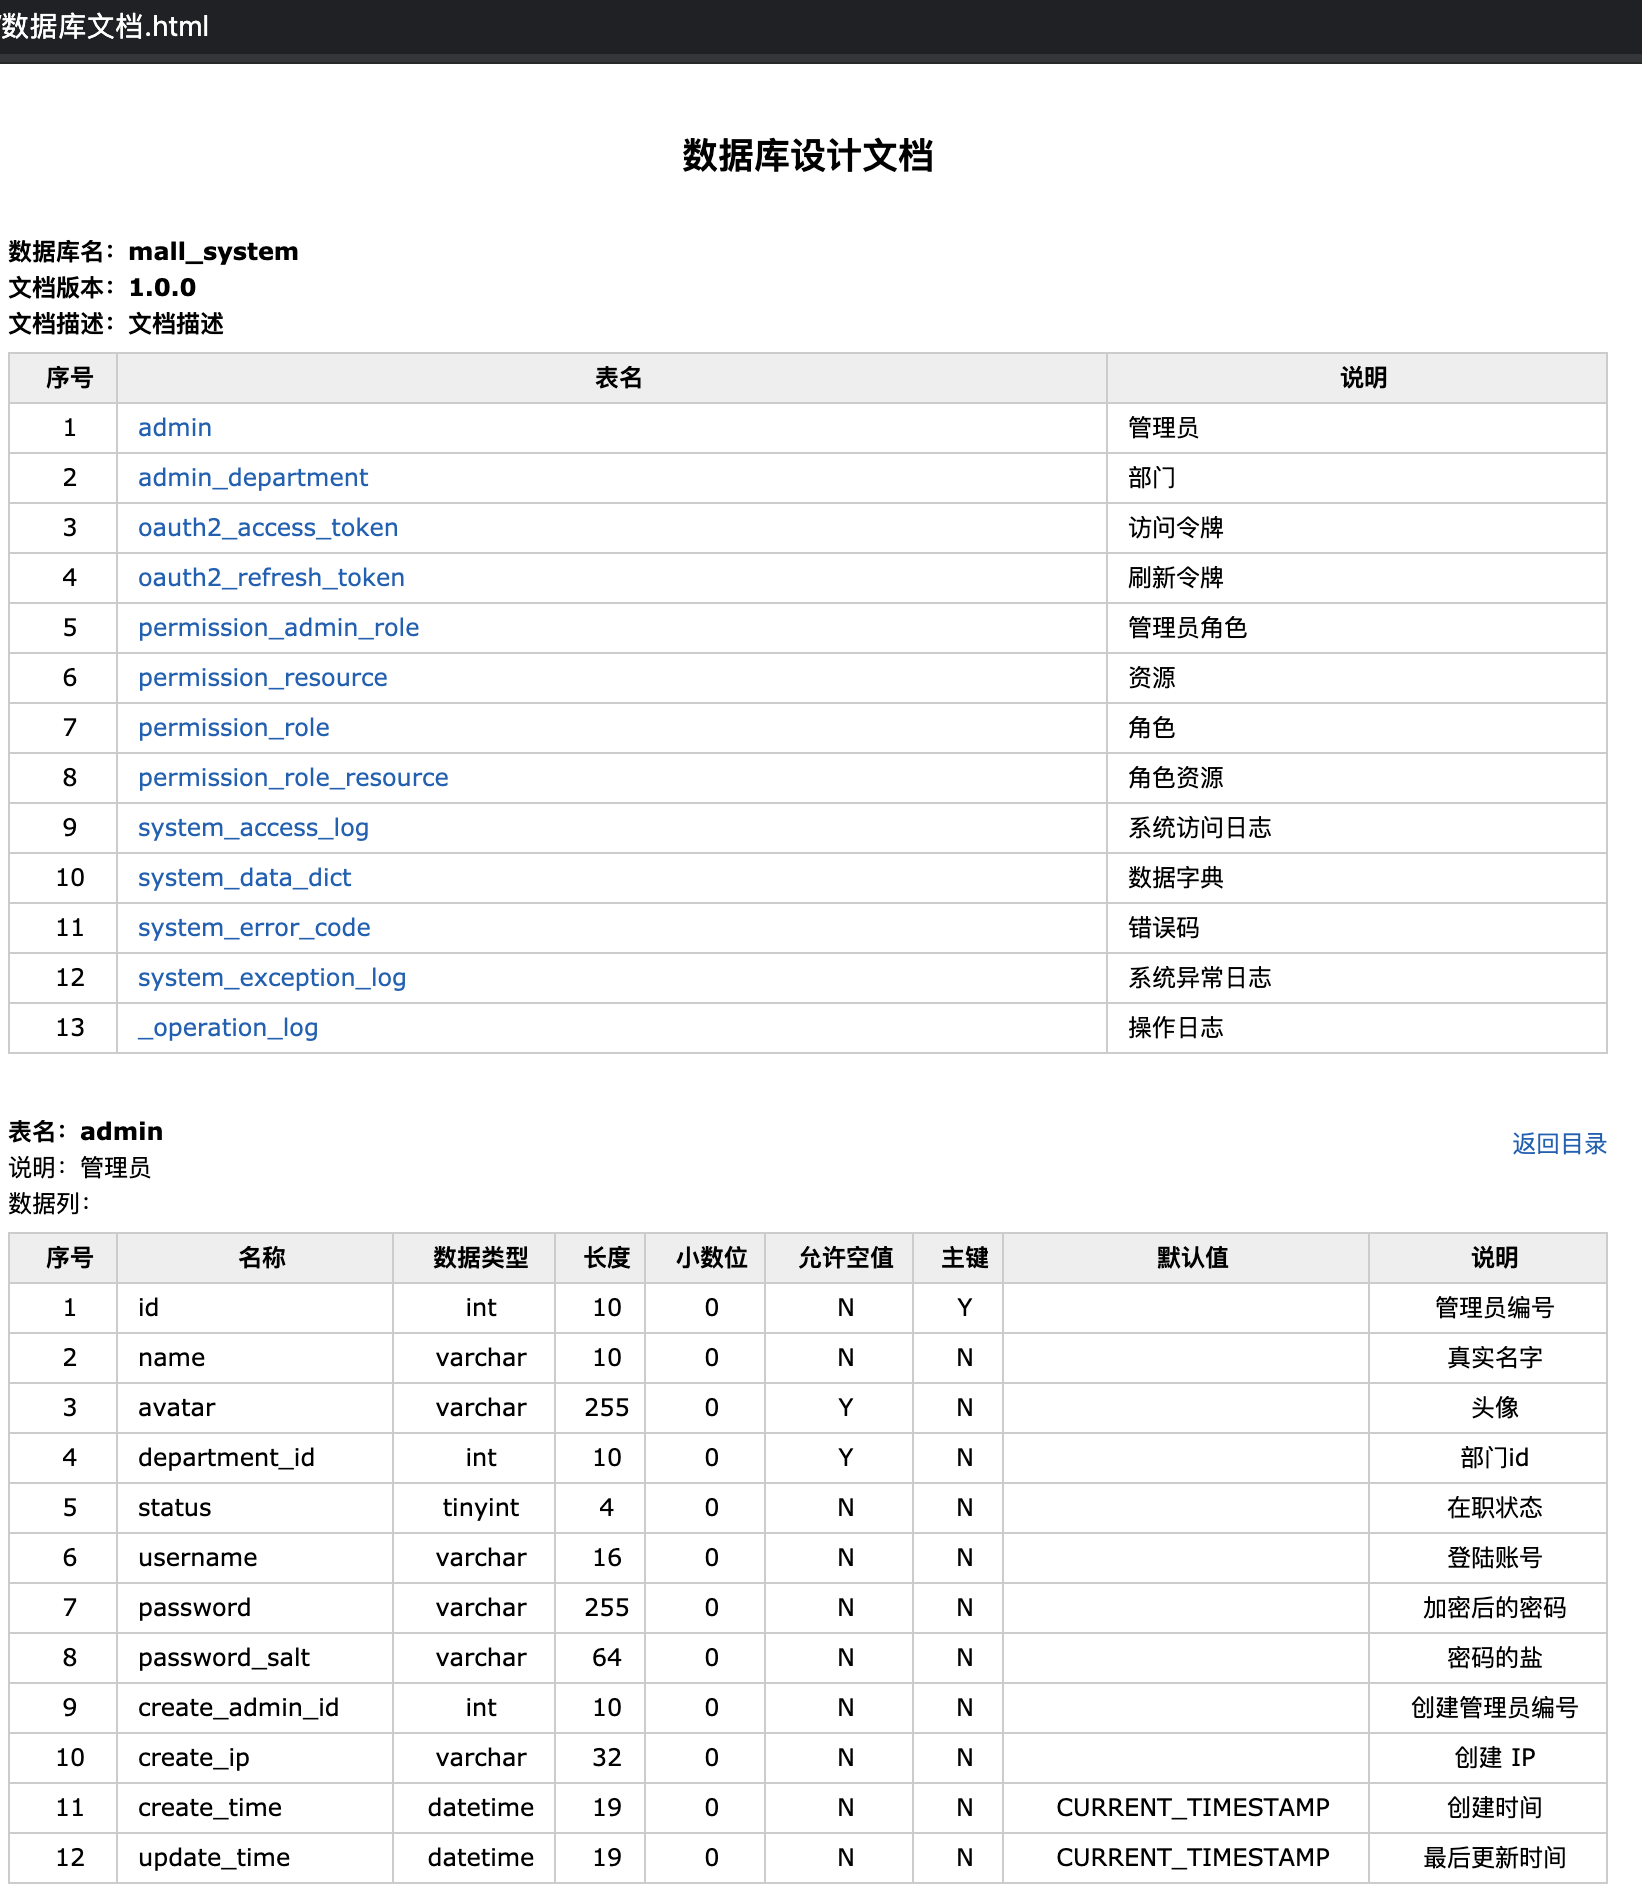 数据库文档.html
数据库设计文档
数据库名：mall_system
文档版本：1.0.0
文档描述：文档描述
序号 表名 说明
1 admin 管理员
2 admin_department 部门
3 oauth2_access_token 访问令牌
4 oauth2_refresh_token 刷新令牌
5 permission_admin_role 管理员角色
6 permission_resource 资源
7 permission_role 角色
8 permission_role_resource 角色资源
9 system_access_log 系统访问日志
10 system_data_dict 数据字典
11 system_error_code 错误码
12 system_exception_log 系统异常日志
13 _operation_log 操作日志
表名：admin
返回目录
说明：管理员
数据列：
序号 名称 数据类型 长度 小数位 允许空值 主键 默认值 说明
1 id int 10 0 N Y 管理员编号
2 name varchar 10 0 N N 真实名字
3 avatar varchar 255 0 Y N 头像
4 department_id int 10 0 Y N 部门id
5 status tinyint 4 0 N N 在职状态
6 username varchar 16 0 N N 登陆账号
7 password varchar 255 0 N N 加密后的密码
8 password_salt varchar 64 0 N N 密码的盐
9 create_admin_id int 10 0 N N 创建管理员编号
10 create_ip varchar 32 0 N N 创建 IP
11 create_time datetime 19 0 N N CURRENT_TIMESTAMP 创建时间
12 update_time datetime 19 0 N N CURRENT_TIMESTAMP 最后更新时间